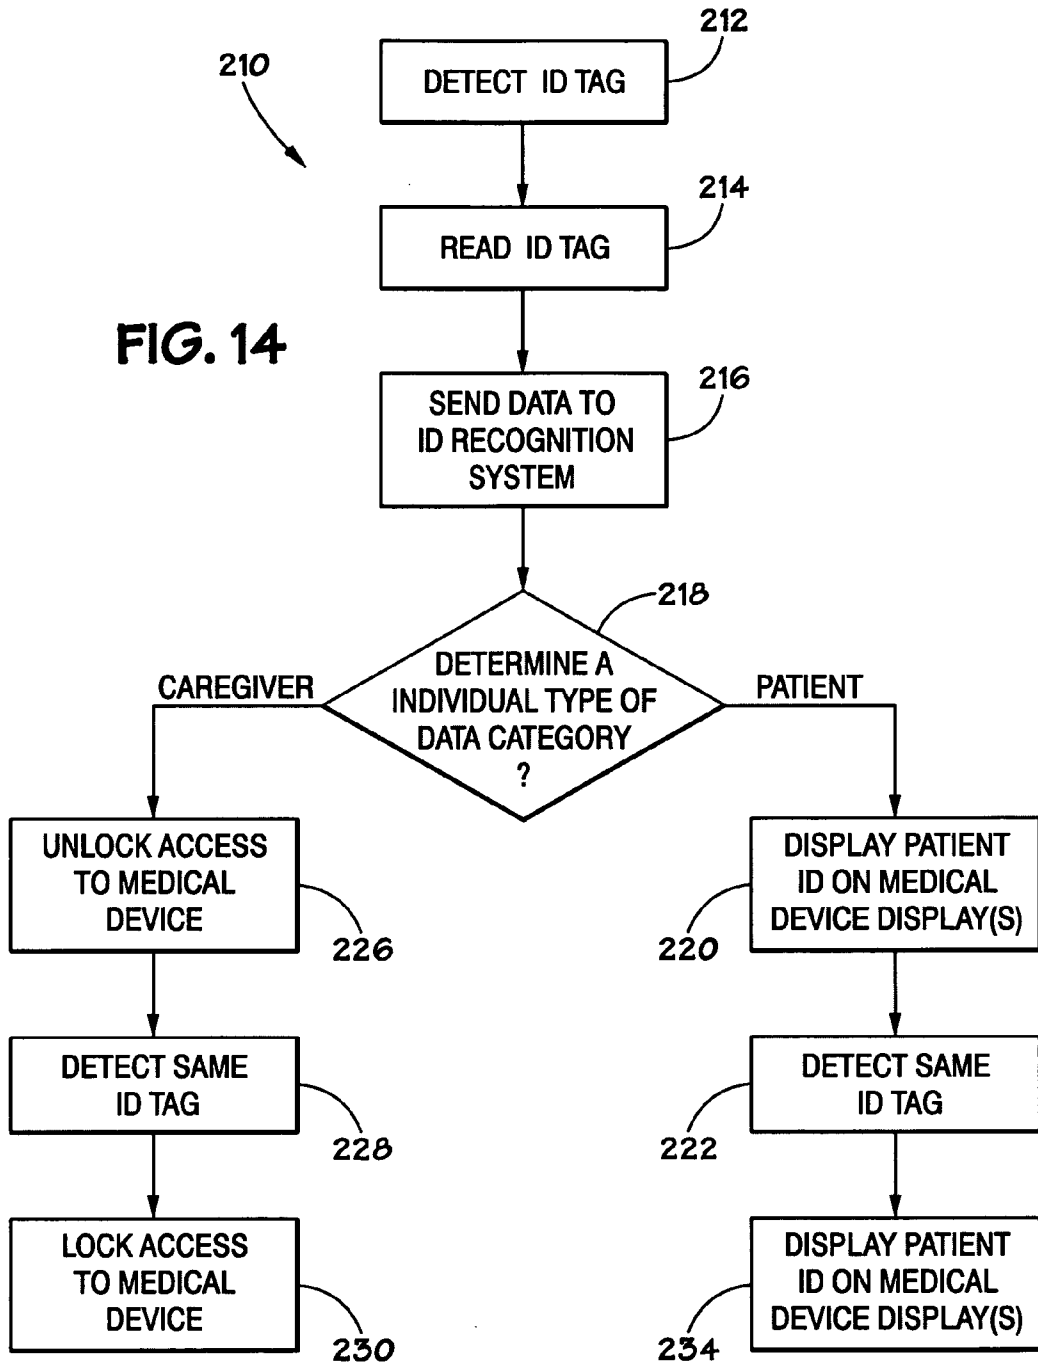 212
210
DETECT ID TAG
214
READ ID TAG
FIG. 14
216
SEND DATA TO
ID RECOGNITION
SYSTEM
218
DETERMINE A
INDIVIDUAL TYPE OF
DATA CATEGORY
?
CAREGIVER
PATIENT
UNLOCK ACCESS
TO MEDICAL
DEVICE
226
DISPLAY PATIENT
ID ON MEDICAL
DEVICE DISPLAY(S)
220
DETECT SAME
ID TAG
228
DETECT SAME
ID TAG
222
LOCK ACCESS
TO MEDICAL
DEVICE
230
DISPLAY PATIENT
ID ON MEDICAL
DEVICE DISPLAY(S)
234